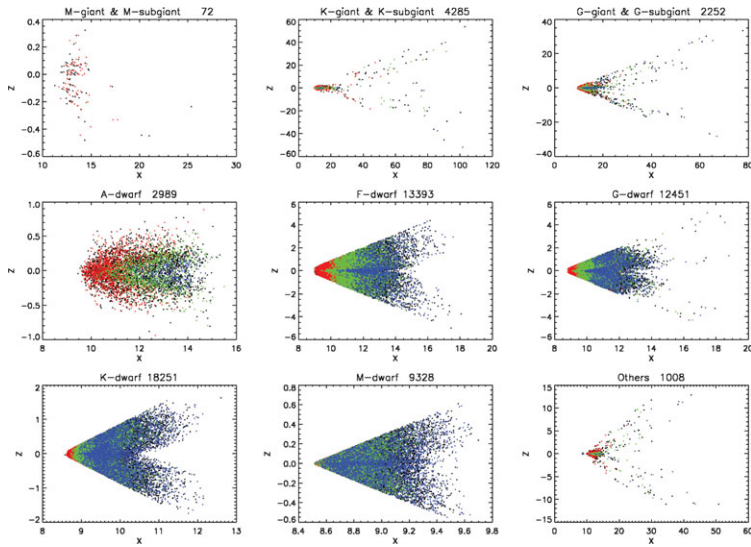 M-giant & M-subgiant 72
K-giant & K-subgiant 4285
G-giant & G-subgiant 2252
0.4
0.2
0.0
-0.2
-0.4
-0.6
Z
10 15 20 25 30
X
60
40
20
0
-20
-40
-60
Z
0 20 40 60 80 100 120
X
40
20
0
-20
-40
Z
0 20 40 60 80
X
A-dwarf 2989
F-dwarf 13393
G-dwarf 12451
1.0
0.5
0.0
-0.5
-1.0
Z
8 10 12 14 16
X
6
4
2
0
-2
-4
-6
Z
8 10 12 14 16 18 20
X
6
4
2
0
-2
-4
-6
Z
8 10 12 14 16 18 20
X
K-dwarf 18251
M-dwarf 9328
Others 1008
2
1
0
-1
-2
Z
8 9 10 11 12 13
X
0.8
0.6
0.4
0.2
0.0
-0.2
-0.4
-0.6
Z
8.4 8.6 8.8 9.0 9.2 9.4 9.6 9.8
X
15
10
5
0
-5
-10
-15
Z
0 10 20 30 40 50 60
X